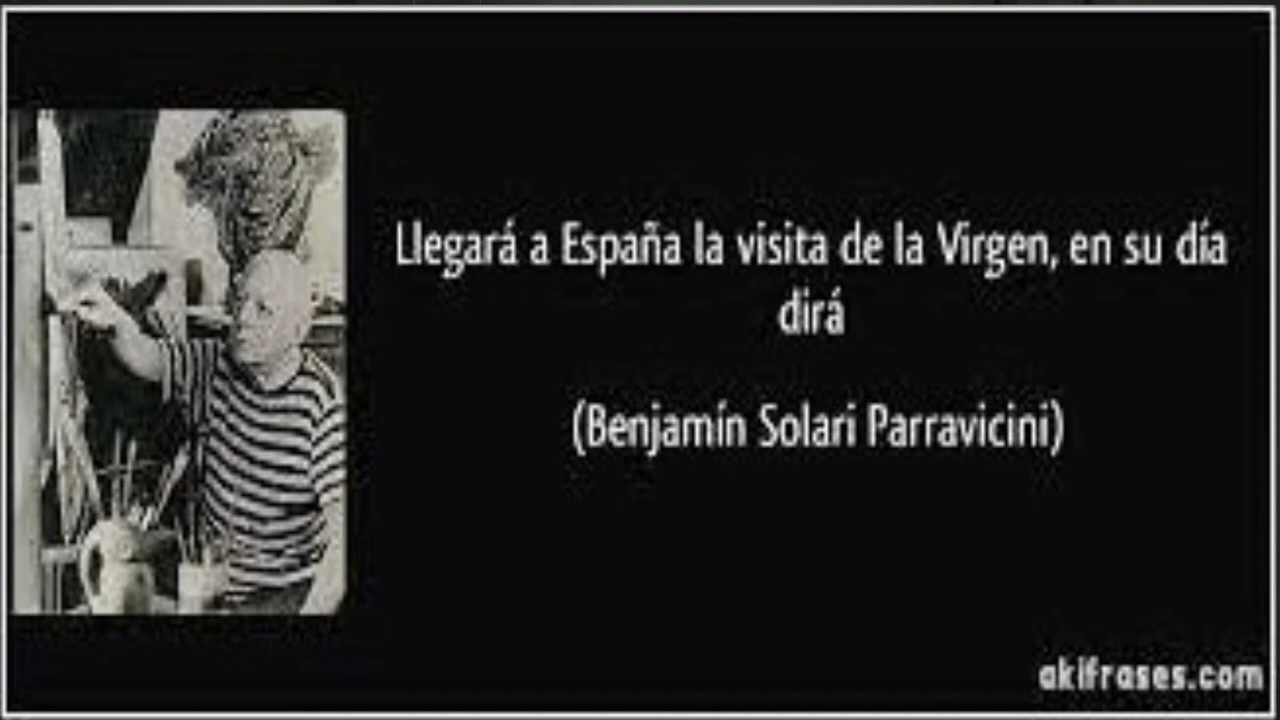 Llegará a España la visita de la Virgen, en su día
dirá
(Benjamín Solari Parravicini)
akifrases.com